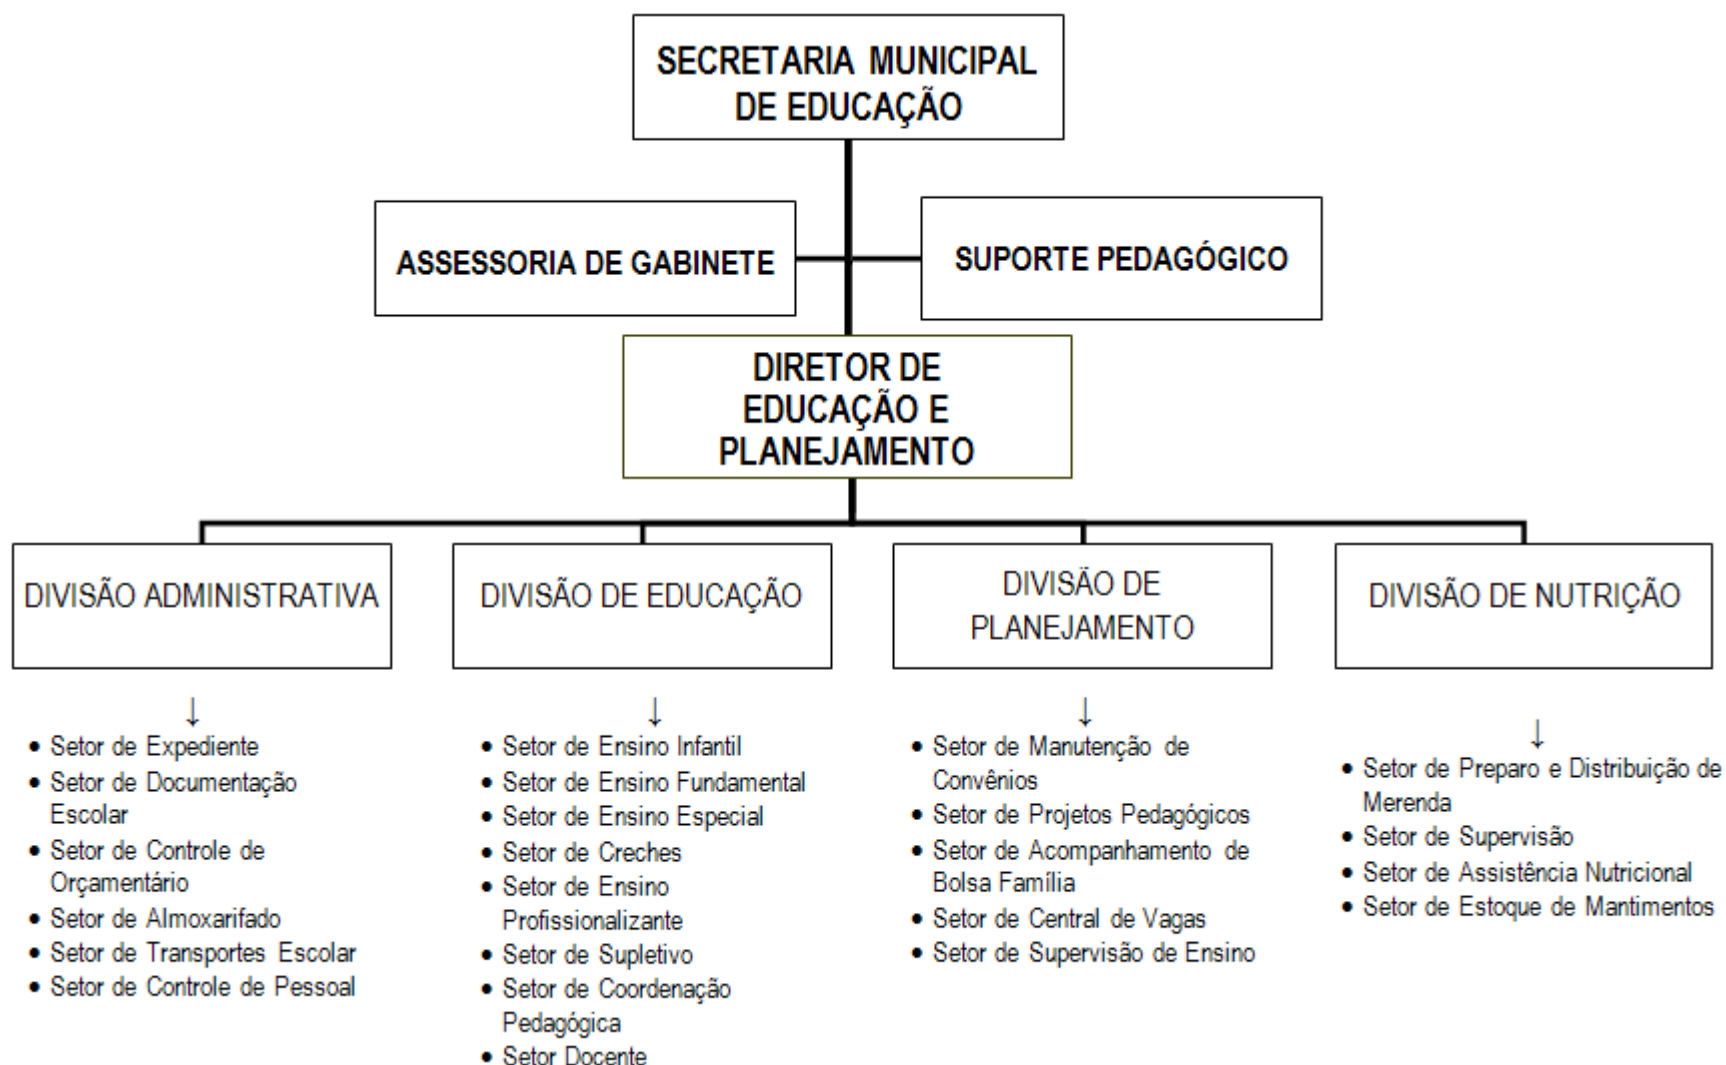 SECRETARIA MUNICIPAL
DE EDUCAÇÃO
ASSESSORIA DE GABINETE
SUPORTE PEDAGÓGICO
DIRETOR DE
EDUCAÇÃO E
PLANEJAMENTO
DIVISÃO ADMINISTRATIVA
↓
• Setor de Expediente
• Setor de Documentação
Escolar
• Setor de Controle de
Orçamentário
• Setor de Almoxarifado
• Setor de Transportes Escolar
• Setor de Controle de Pessoal
DIVISÃO DE EDUCAÇÃO
↓
• Setor de Ensino Infantil
• Setor de Ensino Fundamental
• Setor de Ensino Especial
• Setor de Creches
• Setor de Ensino
Profissionalizante
• Setor de Supletivo
• Setor de Coordenação
Pedagógica
• Setor Docente
DIVISÃO DE
PLANEJAMENTO
↓
• Setor de Manutenção de
Convênios
• Setor de Projetos Pedagógicos
• Setor de Acompanhamento de
Bolsa Família
• Setor de Central de Vagas
• Setor de Supervisão de Ensino
DIVISÃO DE NUTRIÇÃO
↓
• Setor de Preparo e Distribuição de
Merenda
• Setor de Supervisão
• Setor de Assistência Nutricional
• Setor de Estoque de Mantimentos